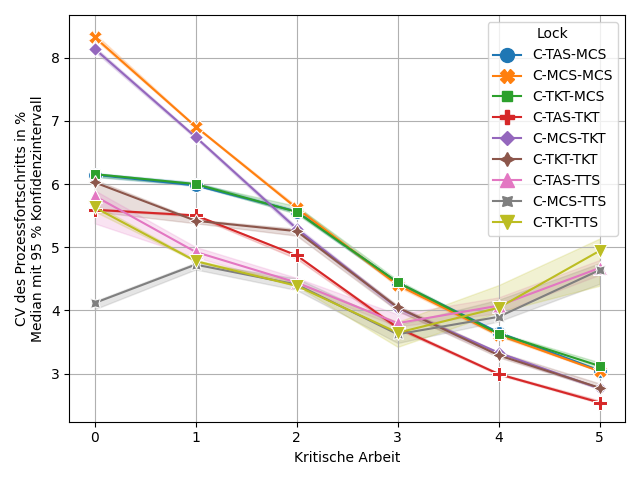 Lock
C-TAS-MCS
C-MCS-MCS
C-TKT-MCS
C-TAS-TKT
C-MCS-TKT
C-TKT-TKT
C-TAS-TTS
C-MCS-TTS
C-TKT-TTS
8
7
6
5
4
3
CV des Prozessfortschritts in %
Median mit 95 % Konfidenzintervall
0 1 2 3 4 5
Kritische Arbeit